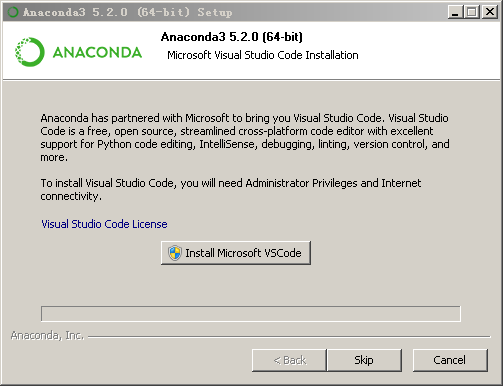 Anaconda3 5.2.0 (64-bit) Setup
ANACONDA
Anaconda3 5.2.0 (64-bit)
Microsoft Visual Studio Code Installation
Anaconda has partnered with Microsoft to bring you Visual Studio Code. Visual Studio
Code is a free, open source, streamlined cross-platform code editor with excellent
support for Python code editing, IntelliSense, debugging, linting, version control, and
more.
To install Visual Studio Code, you will need Administrator Privileges and Internet
connectivity.
Visual Studio Code License
Install Microsoft VSCode
Anaconda, Inc.
< Back
Skip
Cancel